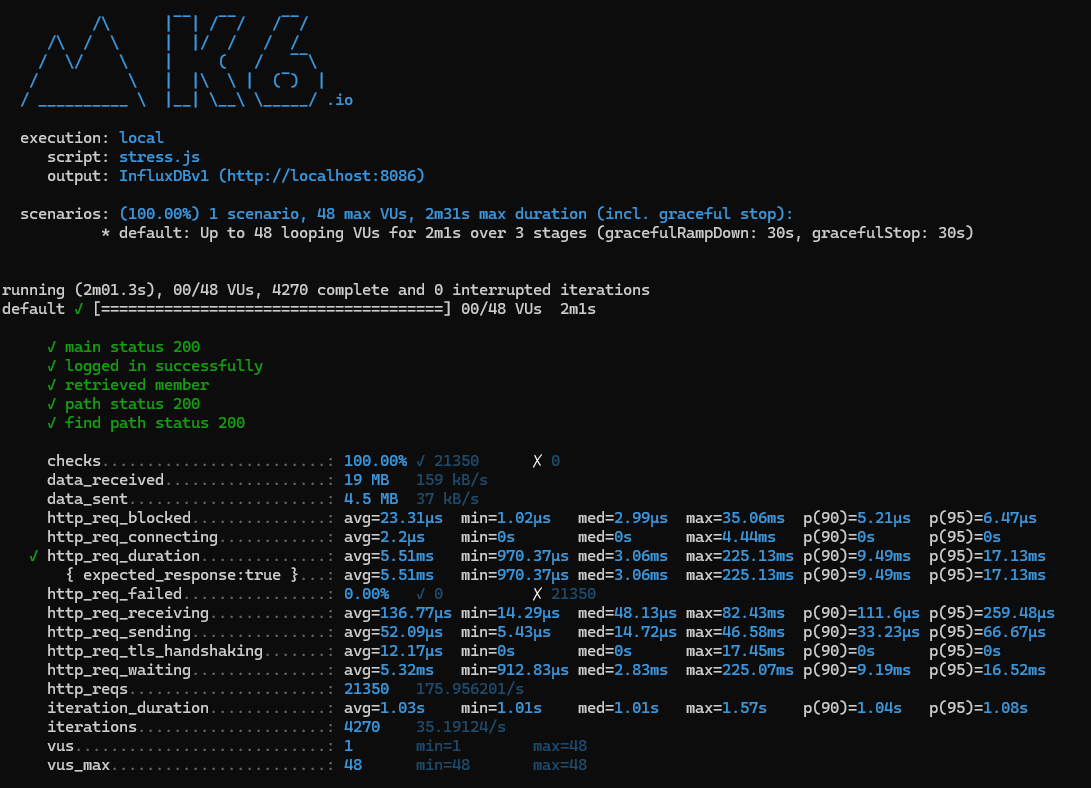 /\      |‾‾| /‾‾/   /‾‾/
     /\  /  \     |  |/  /   /  /
    /  \/    \    |     (   /   ‾‾\
   /          \   |  |\  \ |  (‾)  |
  / __________ \  |__| \__\ \_____/ .io
execution: local
script: stress.js
output: InfluxDBv1 (http://localhost:8086)
scenarios: (100.00%) 1 scenario, 48 max VUs, 2m31s max duration (incl. graceful stop):
* default: Up to 48 looping VUs for 2m1s over 3 stages (gracefulRampDown: 30s, gracefulStop: 30s)
running (2m01.3s), 00/48 VUs, 4270 complete and 0 interrupted iterations
default ✓ [======================================] 00/48 VUs  2m1s
✓ main status 200
✓ logged in successfully
✓ retrieved member
✓ path status 200
✓ find path status 200
checks.........................: 100.00% ✓ 21350      ✗ 0
data_received..................: 19 MB   159 kB/s
data_sent......................: 4.5 MB  37 kB/s
http_req_blocked...............: avg=23.31µs  min=1.02µs   med=2.99µs  max=35.06ms  p(90)=5.21µs  p(95)=6.47µs
http_req_connecting............: avg=2.2µs    min=0s       med=0s      max=4.44ms   p(90)=0s      p(95)=0s
✓ http_req_duration..............: avg=5.51ms   min=970.37µs med=3.06ms  max=225.13ms p(90)=9.49ms  p(95)=17.13ms
{ expected_response:true }...: avg=5.51ms   min=970.37µs med=3.06ms  max=225.13ms p(90)=9.49ms  p(95)=17.13ms
http_req_failed................: 0.00%   ✓ 0          ✗ 21350
http_req_receiving.............: avg=136.77µs min=14.29µs  med=48.13µs max=82.43ms  p(90)=111.6µs p(95)=259.48µs
http_req_sending...............: avg=52.09µs  min=5.43µs   med=14.72µs max=46.58ms  p(90)=33.23µs p(95)=66.67µs
http_req_tls_handshaking.......: avg=12.17µs  min=0s       med=0s      max=17.45ms  p(90)=0s      p(95)=0s
http_req_waiting...............: avg=5.32ms   min=912.83µs med=2.83ms  max=225.07ms p(90)=9.19ms  p(95)=16.52ms
http_reqs......................: 21350   175.956201/s
iteration_duration.............: avg=1.03s    min=1.01s    med=1.01s   max=1.57s    p(90)=1.04s   p(95)=1.08s
iterations.....................: 4270    35.19124/s
vus............................: 1       min=1        max=48
vus_max........................: 48      min=48       max=48